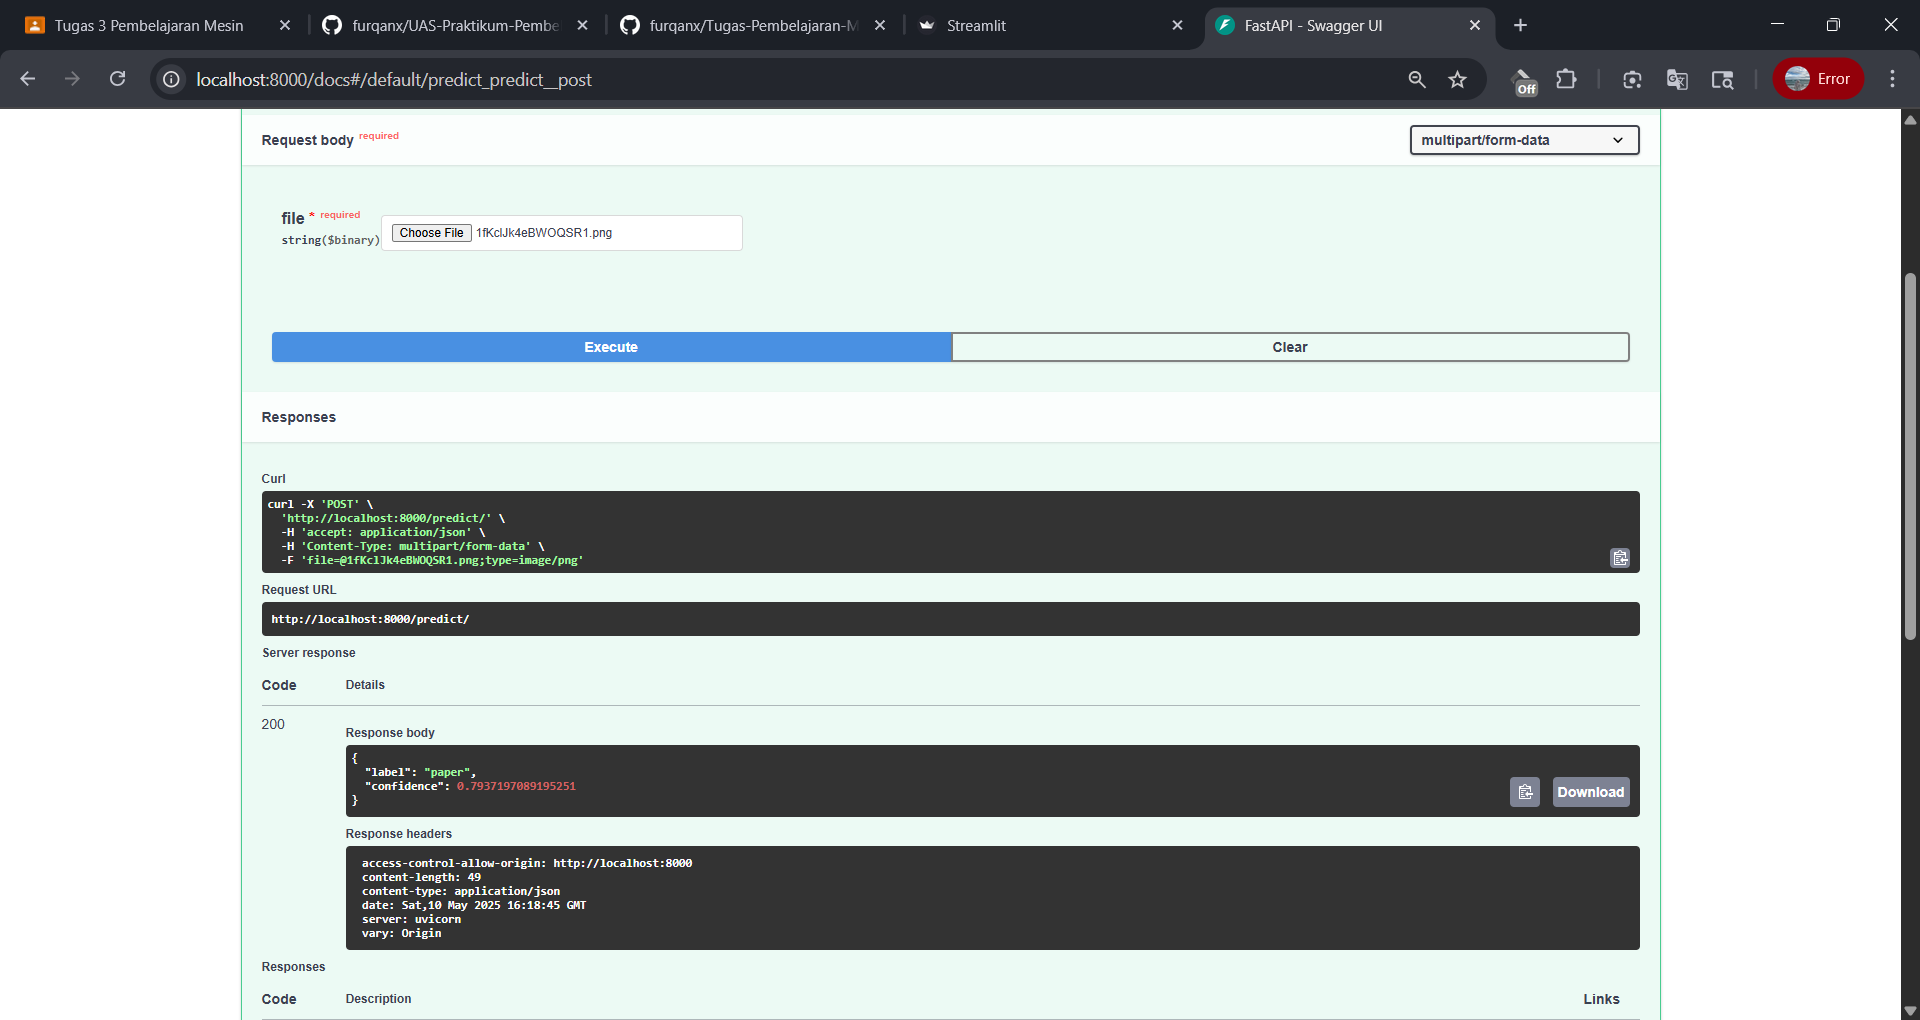 Tugas 3 Pembelajaran Mesin
furqanx/UAS-Praktikum-Pembe
furqanx/Tugas-Pembelajaran-M
Streamlit
FastAPI - Swagger UI
localhost:8000/docs#/default/predict_predict__post
Off
Error
Request body required
multipart/form-data
file * required
string($binary)
Choose File 1fKclJk4eBWOQSR1.png
Execute
Clear
Responses
Curl
curl -X 'POST' \
'http://localhost:8000/predict/' \
-H 'accept: application/json' \
-H 'Content-Type: multipart/form-data' \
-F 'file=@1fKclJk4eBWOQSR1.png;type=image/png'
Request URL
http://localhost:8000/predict/
Server response
Code Details
200
Response body
{
"label": "paper",
"confidence": 0.7937197089195251
}
Download
Response headers
access-control-allow-origin: http://localhost:8000
content-length: 49
content-type: application/json
date: Sat,10 May 2025 16:18:45 GMT
server: uvicorn
vary: Origin
Responses
Code Description Links